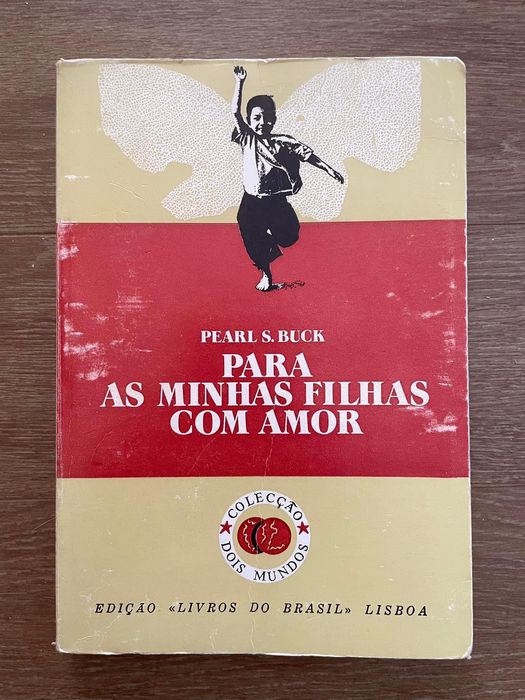 PEARL S. BUCK
PARA
AS MINHAS FILHAS
COM AMOR
COLECÇÃO
DOIS MUNDOS
EDIÇÃO «LIVROS DO BRASIL» LISBOA